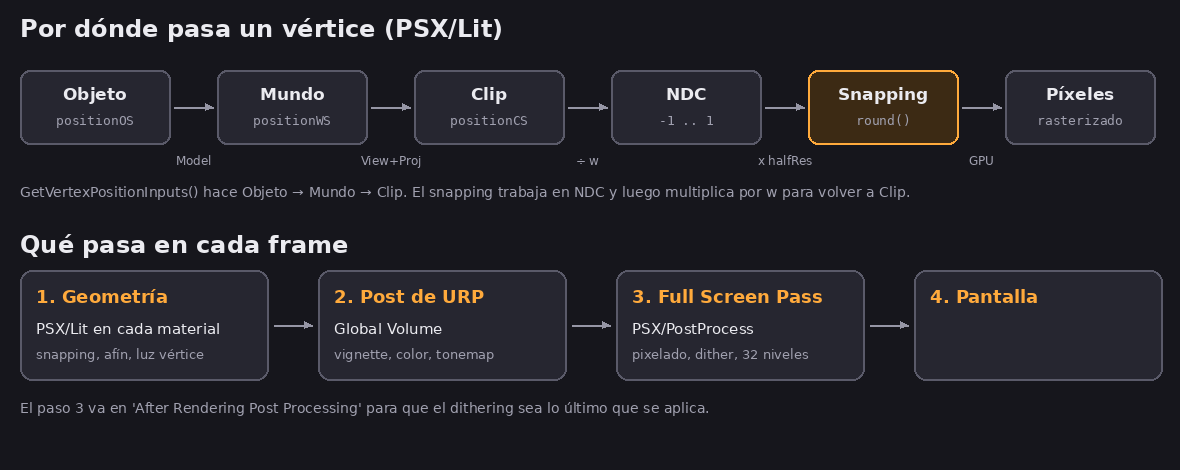 Por dónde pasa un vértice (PSX/Lit)
Objeto
positionOS
Mundo
positionWS
Clip
positionCS
NDC
-1 .. 1
Snapping
round()
Píxeles
rasterizado
Model
View+Proj
÷ w
x halfRes
GPU
GetVertexPositionInputs() hace Objeto → Mundo → Clip. El snapping trabaja en NDC y luego multiplica por w para volver a Clip.
Qué pasa en cada frame
1. Geometría
PSX/Lit en cada material
snapping, afín, luz vértice
2. Post de URP
Global Volume
vignette, color, tonemap
3. Full Screen Pass
PSX/PostProcess
pixelado, dither, 32 niveles
4. Pantalla
El paso 3 va en 'After Rendering Post Processing' para que el dithering sea lo último que se aplica.